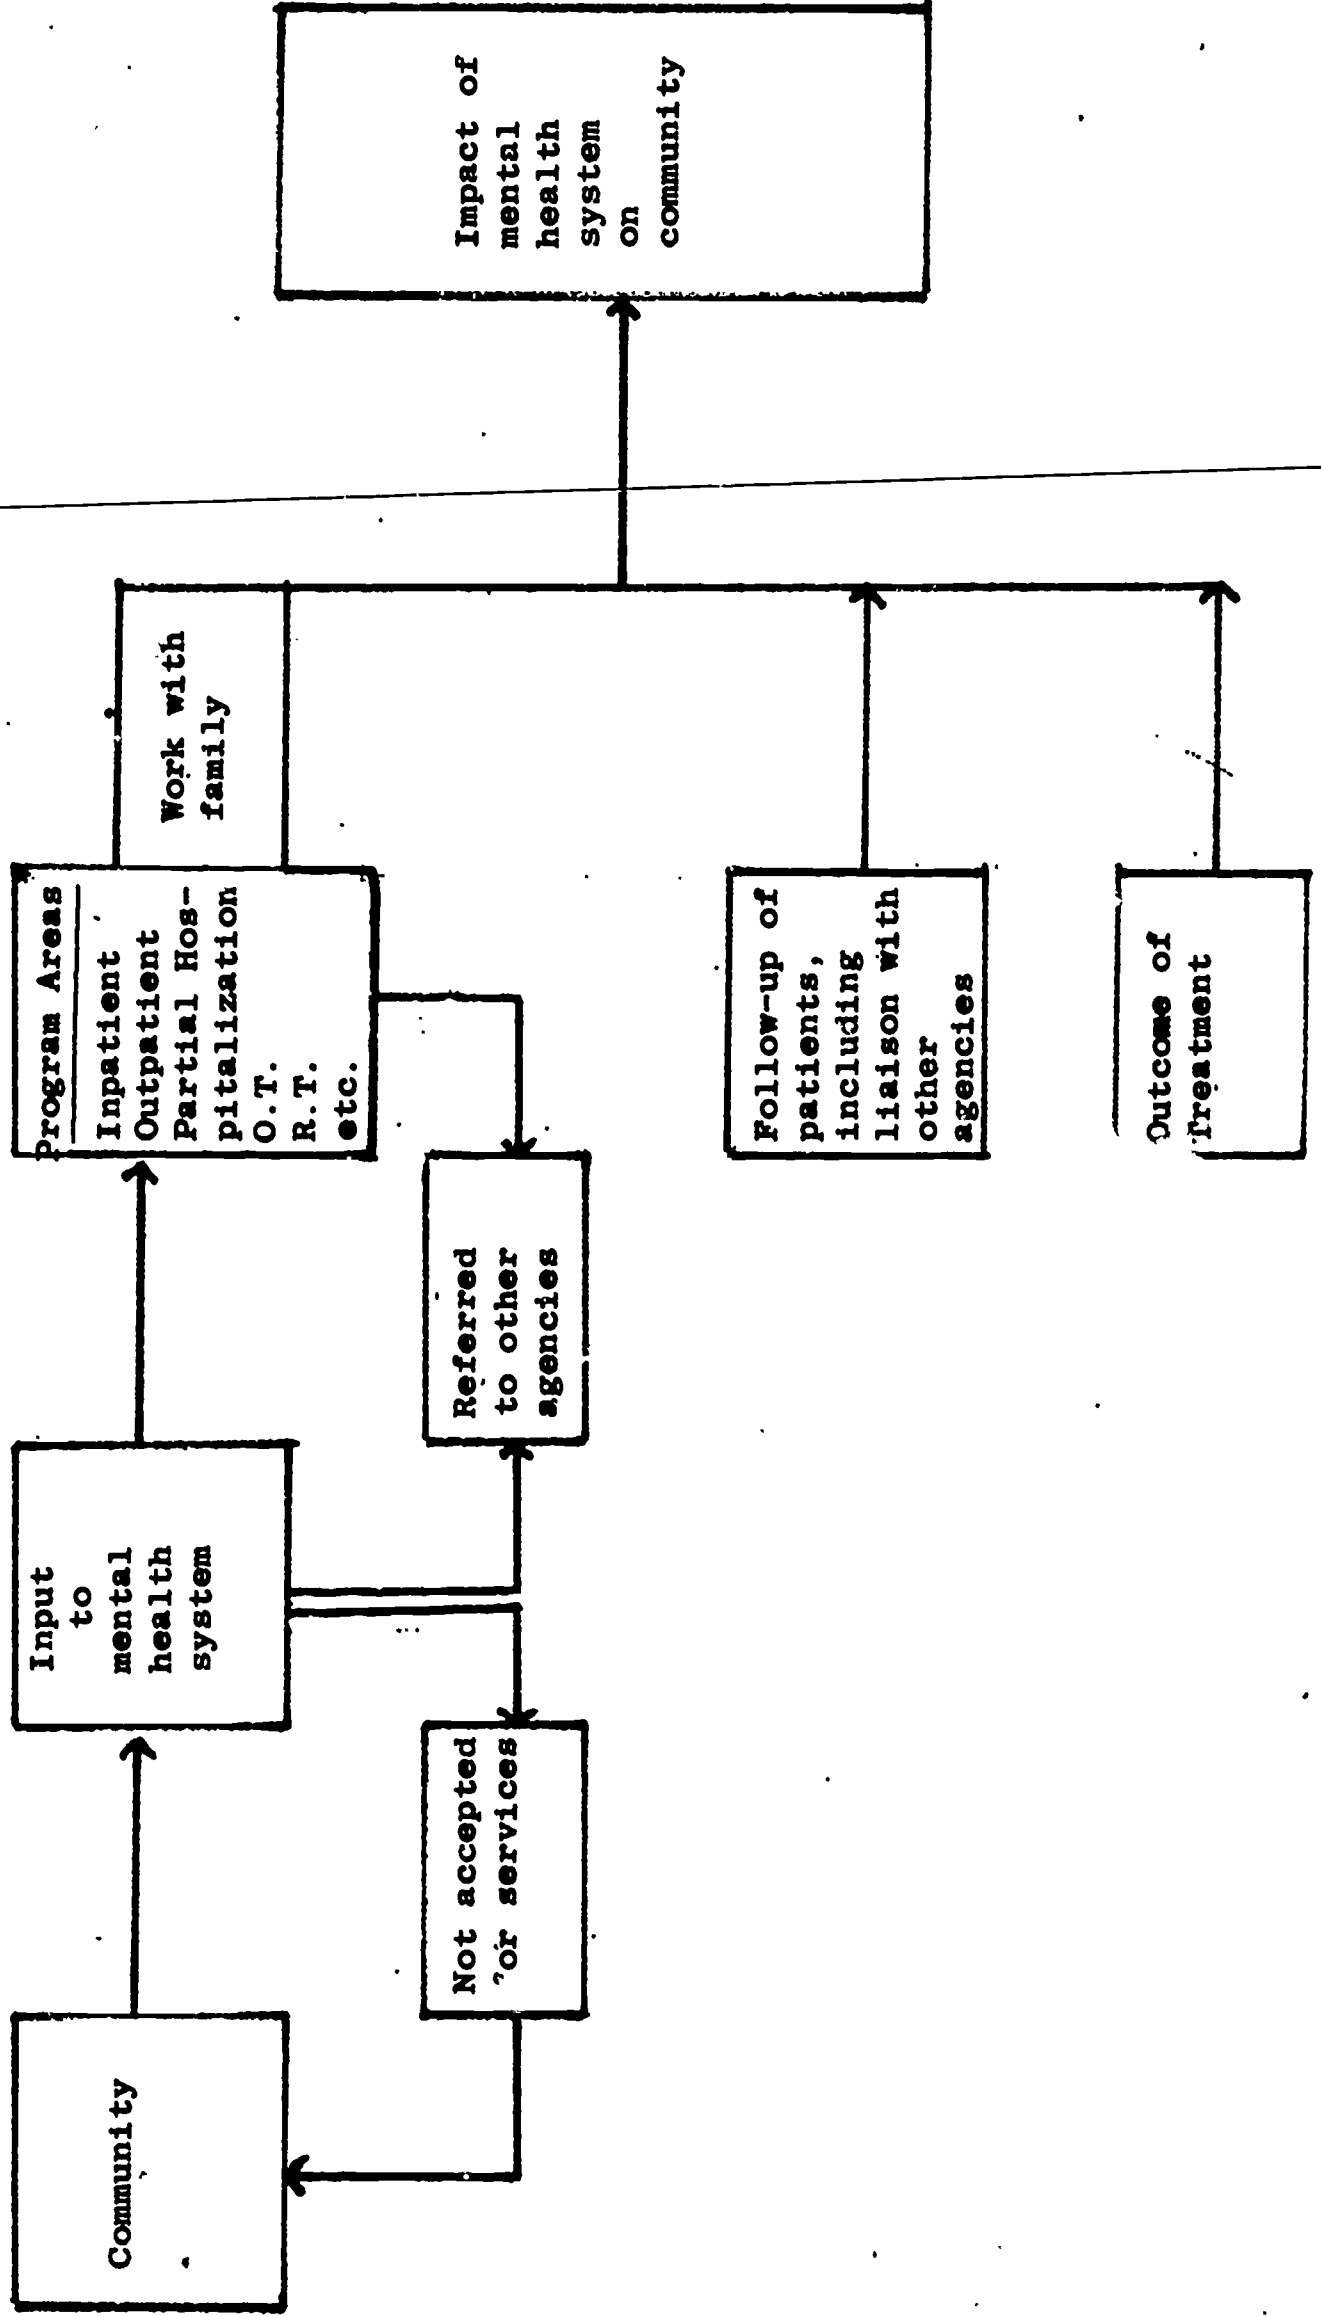 Community
Input
to
mental
health
system
Program Areas
Inpatient
Outpatient
Partial Hos-
pitalization
O.T.
R.T.
etc.
Work with
family
Not accepted
or services
Referred
to other
agencies
Follow-up of
patients,
including
liaison with
other
agencies
Outcome of
Treatment
Impact of
mental
health
system
on
community